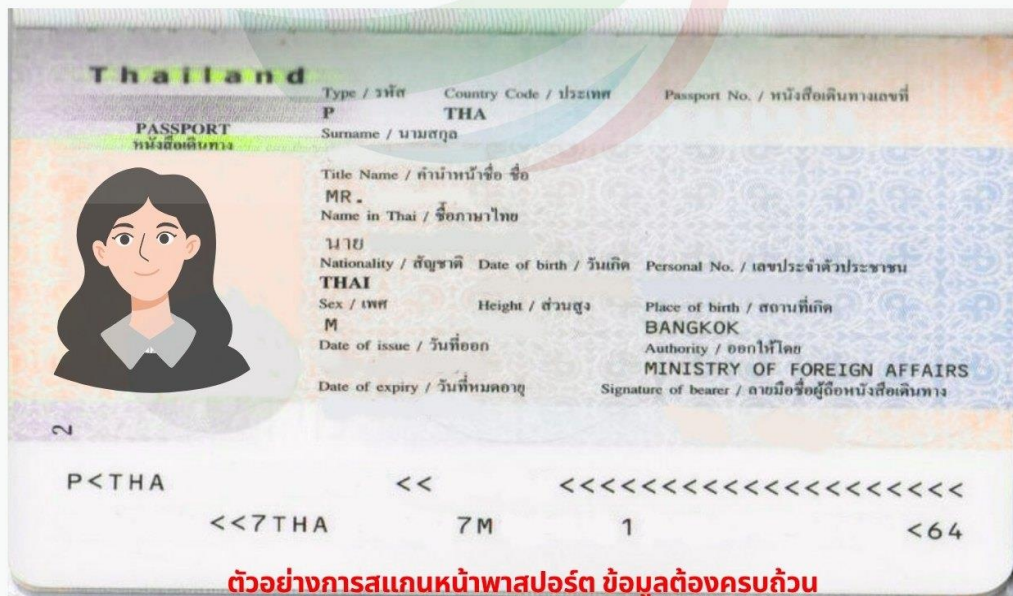 Thailand
PASSPORT
หนังสือเดินทาง
Type / รหัส Country Code / ประเทศ Passport No. / หนังสือเดินทางเลขที่
P THA
Surname / นามสกุล
Title Name / คำนำหน้าชื่อ ชื่อ
MR.
Name in Thai / ชื่อภาษาไทย
นาย
Nationality / สัญชาติ Date of birth / วันเกิด Personal No. / เลขประจำตัวประชาชน
THAI
Sex / เพศ Height / ส่วนสูง Place of birth / สถานที่เกิด
M BANGKOK
Date of issue / วันที่ออก Authority / ออกให้โดย
MINISTRY OF FOREIGN AFFAIRS
Date of expiry / วันที่หมดอายุ Signature of bearer / ลายมือชื่อผู้ถือหนังสือเดินทาง
2
P<THA << <<<<<<<<<<<<<<<<<<<<
<<7THA 7M 1 <64
ตัวอย่างการสแกนหน้าพาสปอร์ต ข้อมูลต้องครบถ้วน